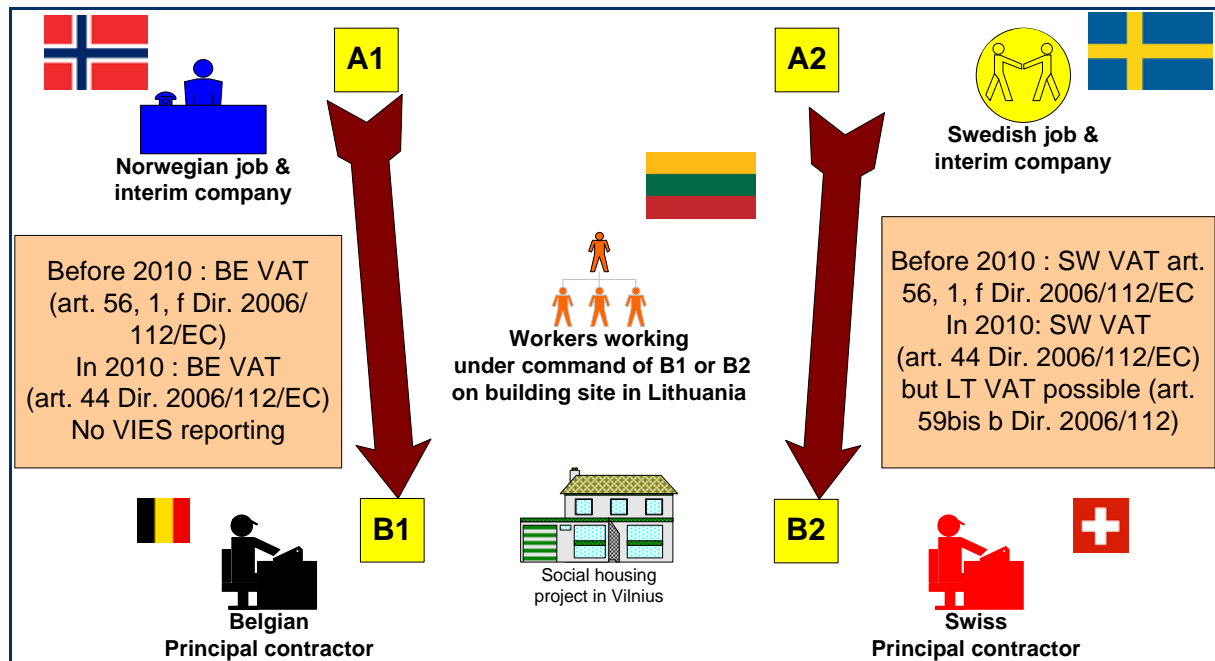 A1
A2
Norwegian job &
interim company
Swedish job &
interim company
Before 2010 : BE VAT
(art. 56, 1, f Dir. 2006/
112/EC)
In 2010 : BE VAT
(art. 44 Dir. 2006/112/EC)
No VIES reporting
Workers working
under command of B1 or B2
on building site in Lithuania
Before 2010 : SW VAT art.
56, 1, f Dir. 2006/112/EC
In 2010: SW VAT
(art. 44 Dir. 2006/112/EC)
but LT VAT possible (art.
59bis b Dir. 2006/112)
B1
B2
Social housing
project in Vilnius
Belgian
Principal contractor
Swiss
Principal contractor